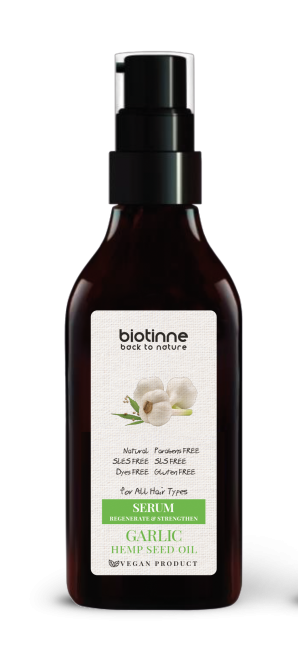 biotinne
back to nature
Natural Parabens FREE
SLES FREE SLS FREE
Dyes FREE Gluten FREE
For All Hair Types
SERUM
REGENERATE & STRENGTHEN
GARLIC
HEMP SEED OIL
VEGAN PRODUCT